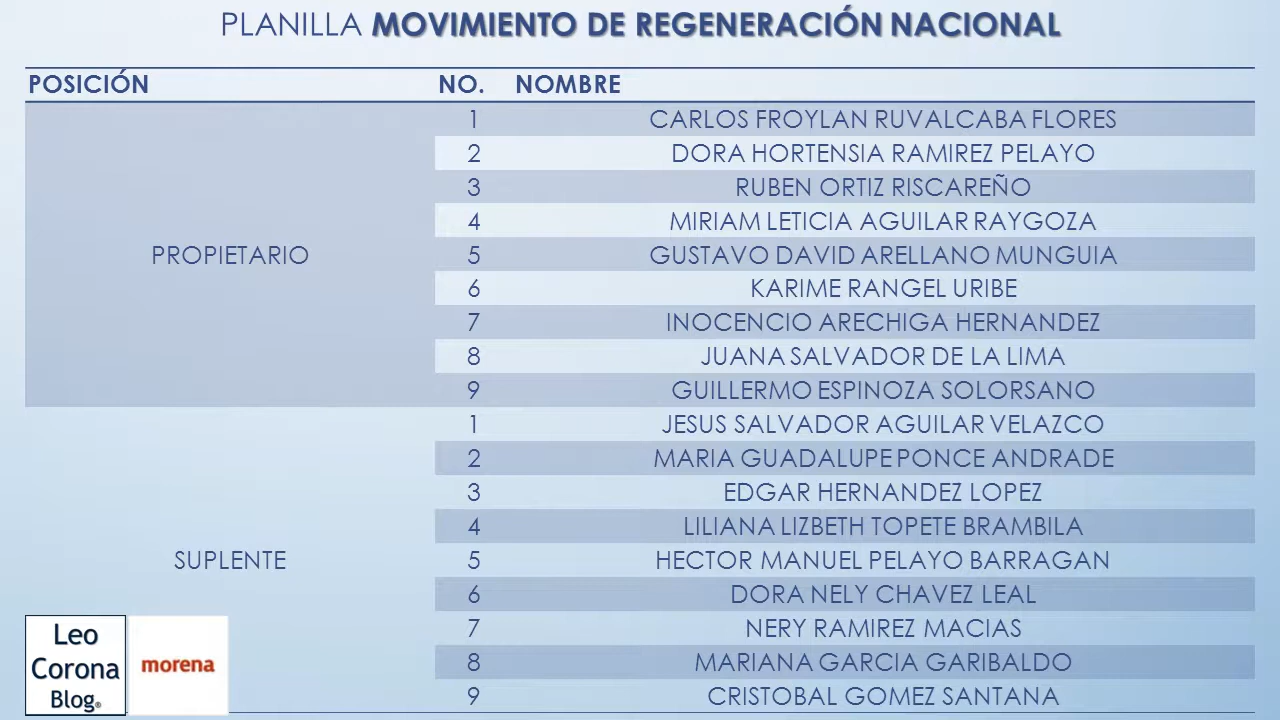 PLANILLA MOVIMIENTO DE REGENERACIÓN NACIONAL
POSICIÓN NO. NOMBRE
PROPIETARIO
1 CARLOS FROYLAN RUVALCABA FLORES
2 DORA HORTENSIA RAMIREZ PELAYO
3 RUBEN ORTIZ RISCAREÑO
4 MIRIAM LETICIA AGUILAR RAYGOZA
5 GUSTAVO DAVID ARELLANO MUNGUIA
6 KARIME RANGEL URIBE
7 INOCENCIO ARECHIGA HERNANDEZ
8 JUANA SALVADOR DE LA LIMA
9 GUILLERMO ESPINOZA SOLORSANO
SUPLENTE
1 JESUS SALVADOR AGUILAR VELAZCO
2 MARIA GUADALUPE PONCE ANDRADE
3 EDGAR HERNANDEZ LOPEZ
4 LILIANA LIZBETH TOPETE BRAMBILA
5 HECTOR MANUEL PELAYO BARRAGAN
6 DORA NELY CHAVEZ LEAL
7 NERY RAMIREZ MACIAS
8 MARIANA GARCIA GARIBALDO
9 CRISTOBAL GOMEZ SANTANA
Leo
Corona
Blog®
morena